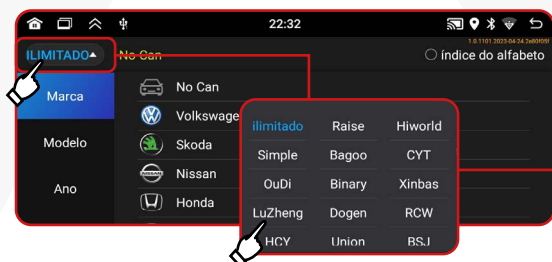 22:32
1.0.1101.2023-04-24
ILIMITADO
No Can
índice do alfabeto
Marca
No Can
Volkswage
Modelo
Skoda
Ano
Nissan
Honda
ilimitado Raise Hiworld
Simple Bagoo CYT
OuDi Binary Xinbas
LuZheng Dogen RCW
HCY Union BSJ